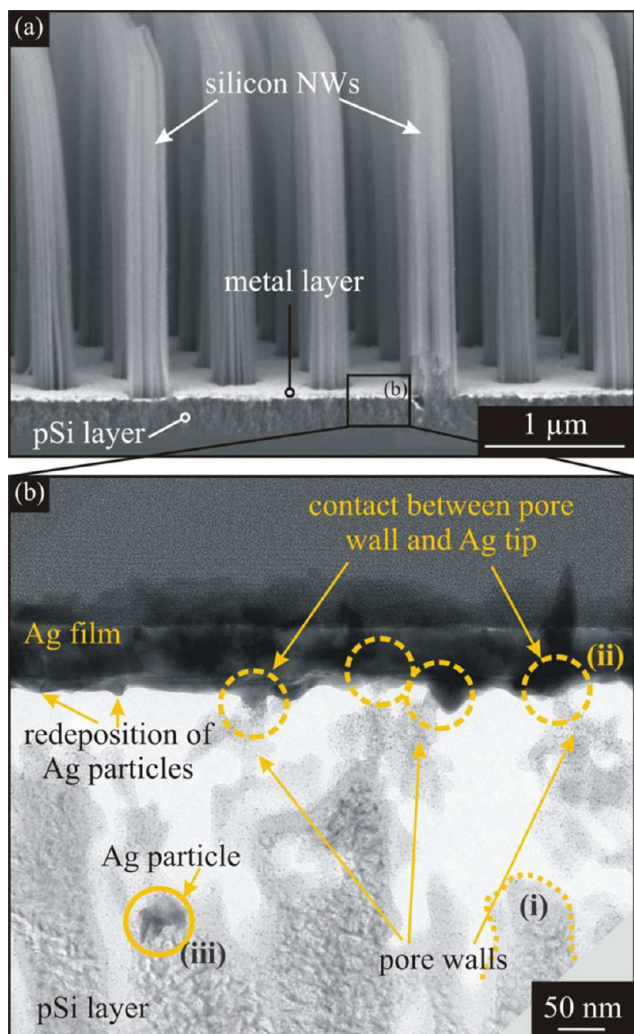 (a)
silicon NWs
metal layer
(b)
pSi layer
1 µm
(b)
contact between pore
wall and Ag tip
Ag film
(ii)
redeposition of
Ag particles
Ag particle
(i)
(iii)
pore walls
pSi layer
50 nm